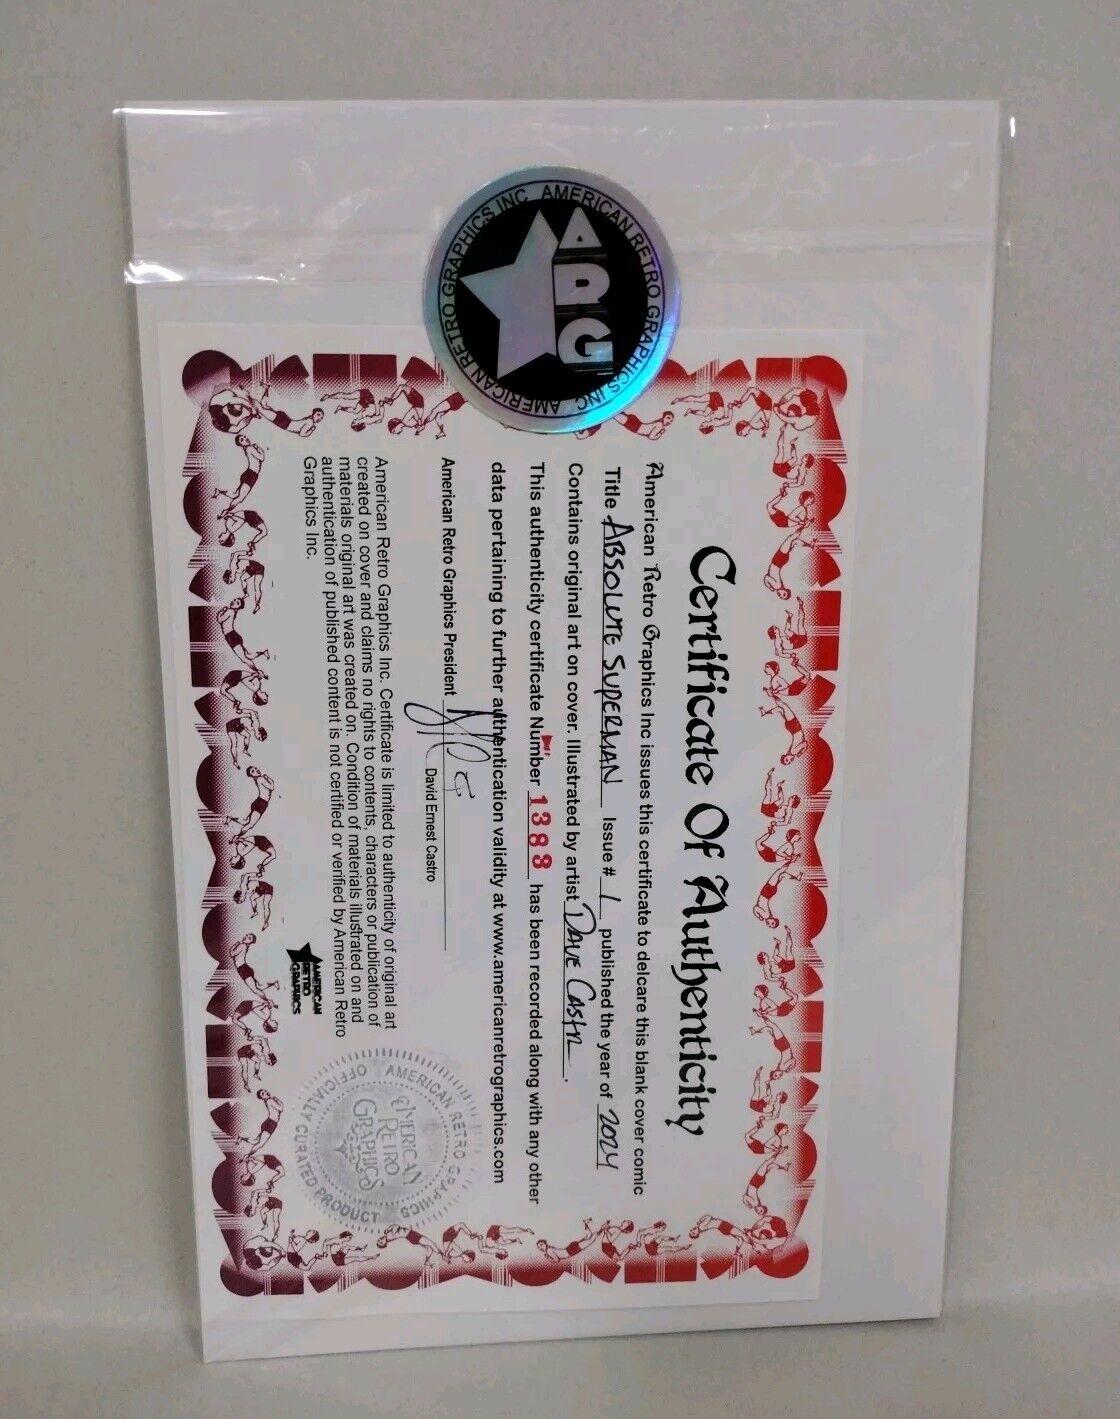 AMERICAN RETRO GRAPHICS INC AMERICAN RETRO GRAPHICS INC
ARG
Certificate Of Authenticity
American Retro Graphics Inc issues this certificate to delcare this blank cover comic
Title ABSOLUTE SUPERMAN Issue # 1 published the year of 2024
Contains original art on cover. Illustrated by artist DAVE Castro.
This authenticity certificate Number 1388 has been recorded along with any other
data pertaining to further authentication validity at www.americanretrographics.com
American Retro Graphics President
David Ernest Castro
American Retro Graphics Inc. Certificate is limited to authenticity of original art
created on cover and claims no rights to contents, characters or publication of
materials original art was created on. Condition of materials illustrated on and
authentication of published content is not certified or verified by American Retro
Graphics Inc.
AMERICAN
RETRO
GRAPHICS
AMERICAN RETRO GRAPHICS
OFFICIALLY CURATED PRODUCT
AMERICAN
RETRO
GRAPHICS